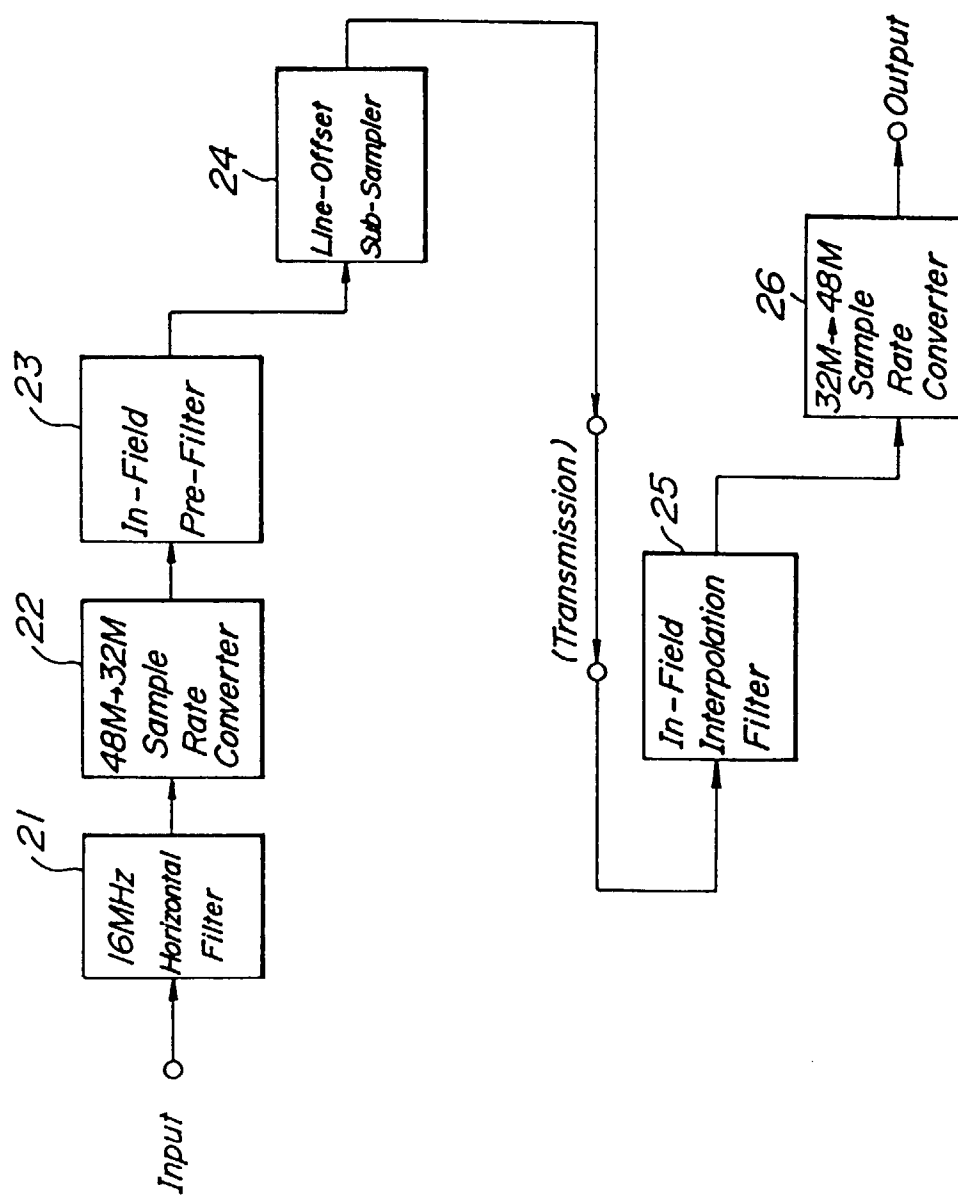 Input
21
16MHz
Horizontal
Filter
22
48M→32M
Sample
Rate
Converter
23
In-Field
Pre-Filter
24
Line-Offset
Sub-Sampler
(Transmission)
25
In-Field
Interpolation
Filter
26
32M→48M
Sample
Rate
Converter
Output